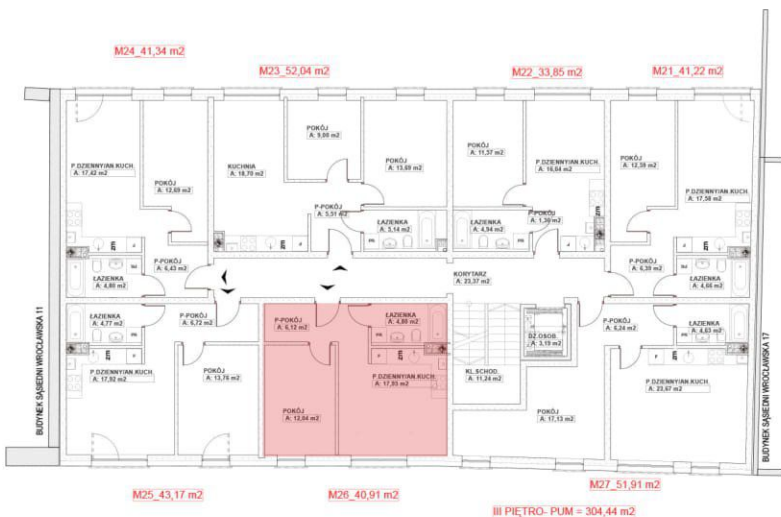 M24_41,34 m2
M23_52,04 m2
M22_33,85 m2
M21_41,22 m2
P.DZIENNY/AN.KUCH.
A: 17,42 m2
POKÓJ
A: 12,69 m2
KUCHNIA
A: 18,70 m2
POKÓJ
A: 9,00 m2
POKÓJ
A: 13,69 m2
POKÓJ
A: 11,37 m2
P.DZIENNY/AN.KUCH.
A: 16,04 m2
POKÓJ
A: 12,39 m2
P.DZIENNY/AN.KUCH.
A: 17,58 m2
P-POKÓJ
A: 5,51 m2
ŁAZIENKA
A: 5,14 m2
ŁAZIENKA
A: 4,94 m2
P-POKÓJ
ŁAZIENKA
A: 4,80 m2
P-POKÓJ
A: 6,43 m2
KORYTARZ
A: 23,37 m2
P-POKÓJ
A: 6,39 m2
ŁAZIENKA
A: 4,66 m2
ŁAZIENKA
A: 4,77 m2
P-POKÓJ
A: 6,72 m2
P-POKÓJ
A: 6,12 m2
ŁAZIENKA
A: 4,80 m2
DZ.OSOB.
A: 3,19 m2
P-POKÓJ
A: 6,24 m2
ŁAZIENKA
A: 4,63 m2
P.DZIENNY/AN.KUCH.
A: 17,92 m2
POKÓJ
A: 13,76 m2
POKÓJ
A: 12,04 m2
P.DZIENNY/AN.KUCH.
A: 17,95 m2
KL.SCHOD.
A: 11,24 m2
POKÓJ
A: 17,13 m2
P.DZIENNY/AN.KUCH.
A: 23,67 m2
BUDYNEK SĄSIEDNI WROCŁAWSKA 11
BUDYNEK SĄSIEDNI WROCŁAWSKA 17
M25_43,17 m2
M26_40,91 m2
M27_51,91 m2
III PIĘTRO- PUM = 304,44 m2